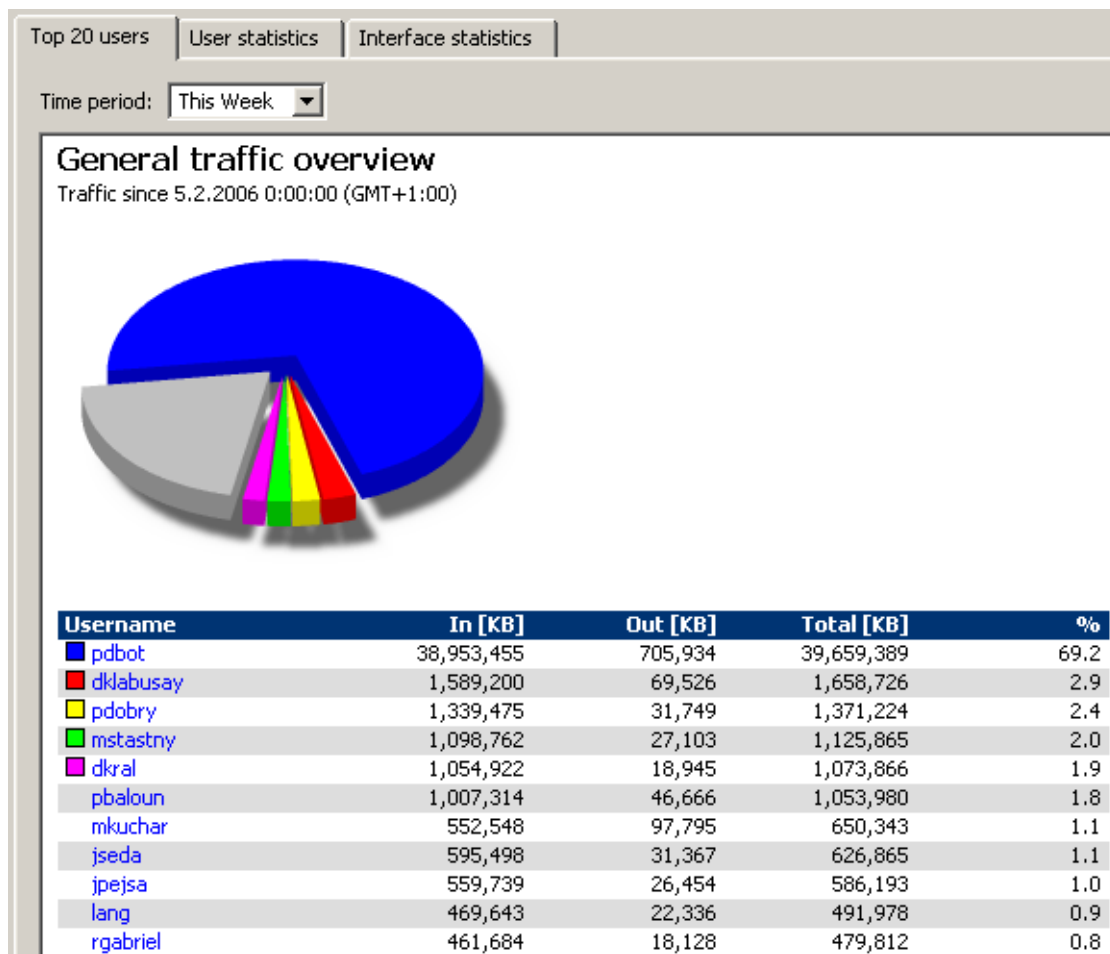 Top 20 users User statistics Interface statistics
Time period: This Week
General traffic overview
Traffic since 5.2.2006 0:00:00 (GMT+1:00)
Username In [KB] Out [KB] Total [KB] %
pdbot 38,953,455 705,934 39,659,389 69.2
dklabusay 1,589,200 69,526 1,658,726 2.9
pdobry 1,339,475 31,749 1,371,224 2.4
mstastny 1,098,762 27,103 1,125,865 2.0
dkral 1,054,922 18,945 1,073,866 1.9
pbaloun 1,007,314 46,666 1,053,980 1.8
mkuchar 552,548 97,795 650,343 1.1
jseda 595,498 31,367 626,865 1.1
jpejsa 559,739 26,454 586,193 1.0
lang 469,643 22,336 491,978 0.9
rgabriel 461,684 18,128 479,812 0.8